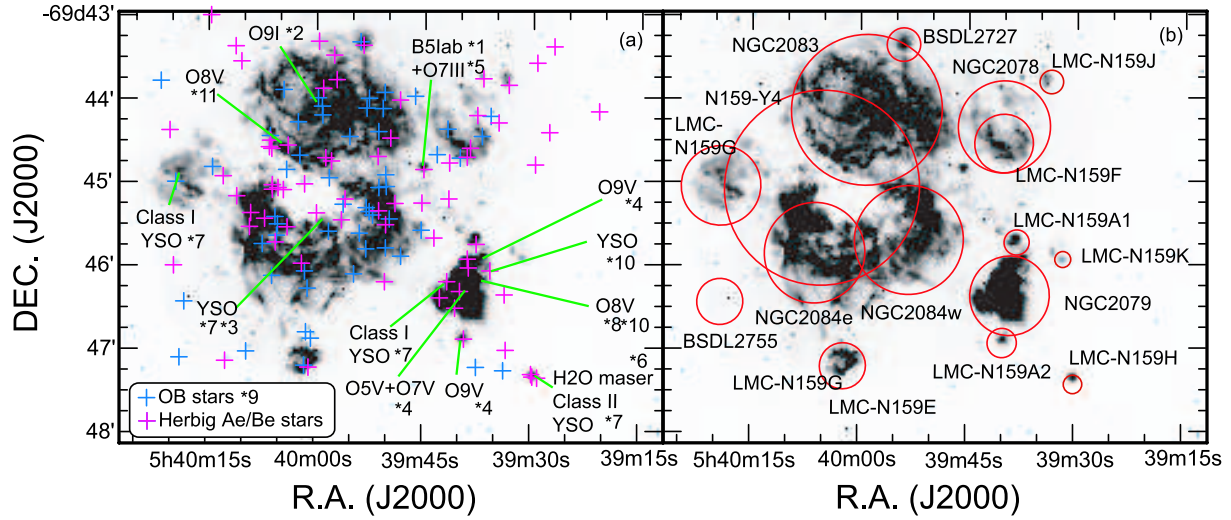 -69d43'
44'
45'
46'
47'
48'
DEC. (J2000)
(a)
O9I *2
B5Iab *1
+O7III *5
O8V
*11
O9V
*4
Class I
YSO *7
YSO
*10
YSO
*7 *3
Class I
YSO *7
O8V
*8 *10
*6
O5V+O7V
*4
O9V
*4
H2O maser
Class II
YSO *7
OB stars *9
Herbig Ae/Be stars
5h40m15s
40m00s
39m45s
39m30s
39m15s
R.A. (J2000)
(b)
NGC2083
BSDL2727
NGC2078
LMC-N159J
N159-Y4
LMC-
N159G
LMC-N159F
LMC-N159A1
LMC-N159K
NGC2079
NGC2084e
NGC2084w
BSDL2755
LMC-N159A2
LMC-N159H
LMC-N159G
LMC-N159E
5h40m15s
40m00s
39m45s
39m30s
39m15s
R.A. (J2000)